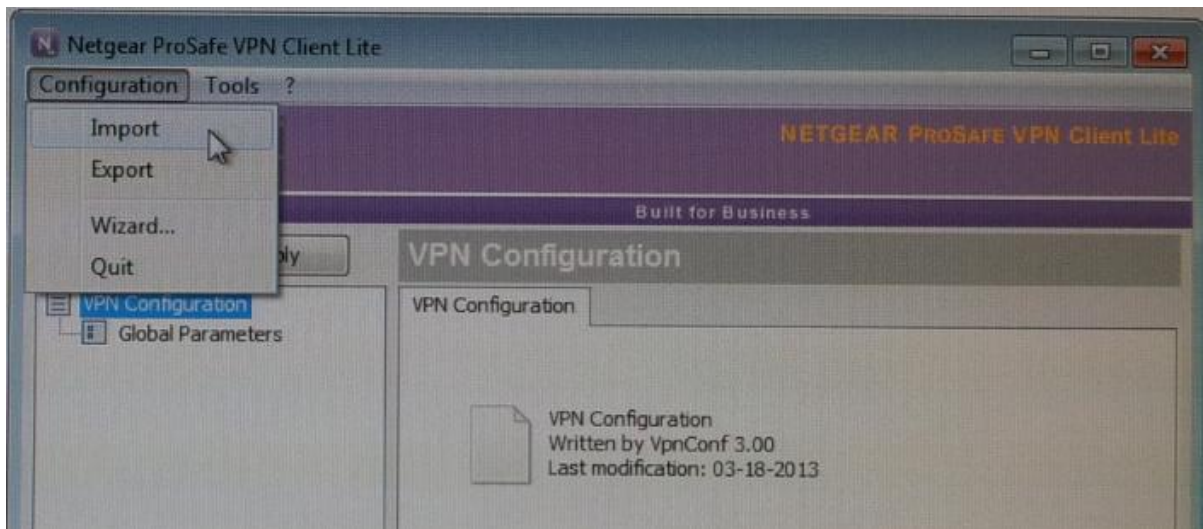 Netgear ProSafe VPN Client Lite
Configuration Tools ?
Import
Export
Wizard...
Quit
NETGEAR PROSAFE VPN Client Lite
Built for Business
VPN Configuration
VPN Configuration
Global Parameters
VPN Configuration
VPN Configuration
Written by VpnConf 3.00
Last modification: 03-18-2013